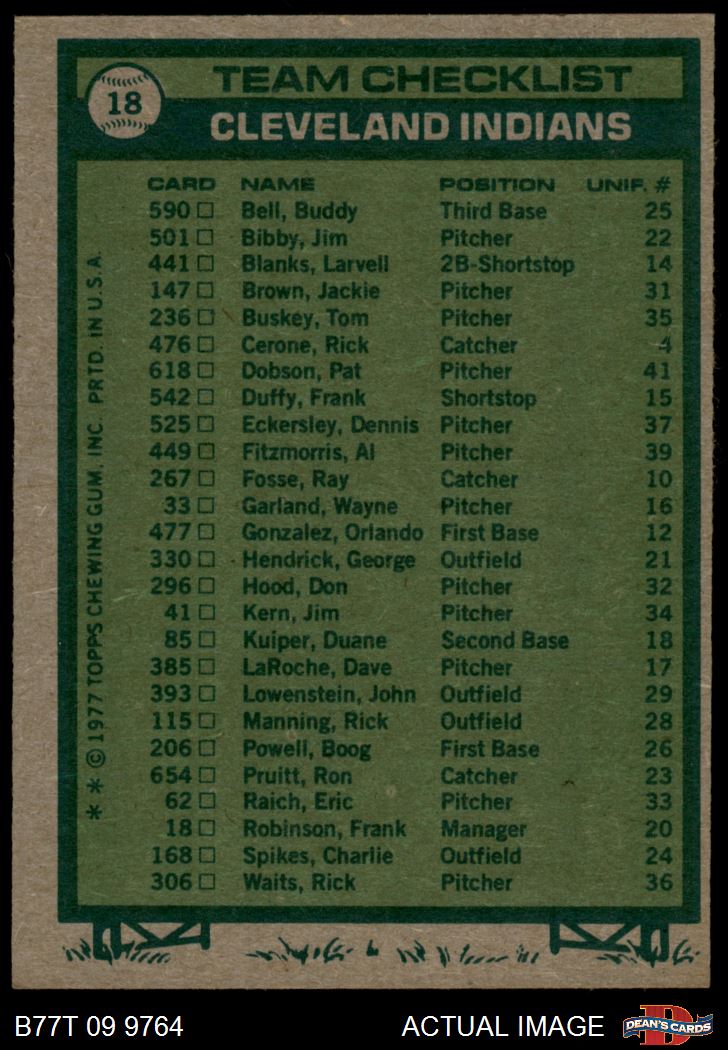 18
TEAM CHECKLIST
CLEVELAND INDIANS
CARD NAME POSITION UNIF. #
590 Bell, Buddy Third Base 25
501 Bibby, Jim Pitcher 22
441 Blanks, Larvell 2B-Shortstop 14
147 Brown, Jackie Pitcher 31
236 Buskey, Tom Pitcher 35
476 Cerone, Rick Catcher 4
618 Dobson, Pat Pitcher 41
542 Duffy, Frank Shortstop 15
525 Eckersley, Dennis Pitcher 37
449 Fitzmorris, Al Pitcher 39
267 Fosse, Ray Catcher 10
33 Garland, Wayne Pitcher 16
477 Gonzalez, Orlando First Base 12
330 Hendrick, George Outfield 21
296 Hood, Don Pitcher 32
41 Kern, Jim Pitcher 34
85 Kuiper, Duane Second Base 18
385 LaRoche, Dave Pitcher 17
393 Lowenstein, John Outfield 29
115 Manning, Rick Outfield 28
206 Powell, Boog First Base 26
654 Pruitt, Ron Catcher 23
62 Raich, Eric Pitcher 33
18 Robinson, Frank Manager 20
168 Spikes, Charlie Outfield 24
306 Waits, Rick Pitcher 36
* * © 1977 TOPPS CHEWING GUM, INC. PRTD. IN U.S.A.
B77T 09 9764
ACTUAL IMAGE
D
DEAN'S CARDS